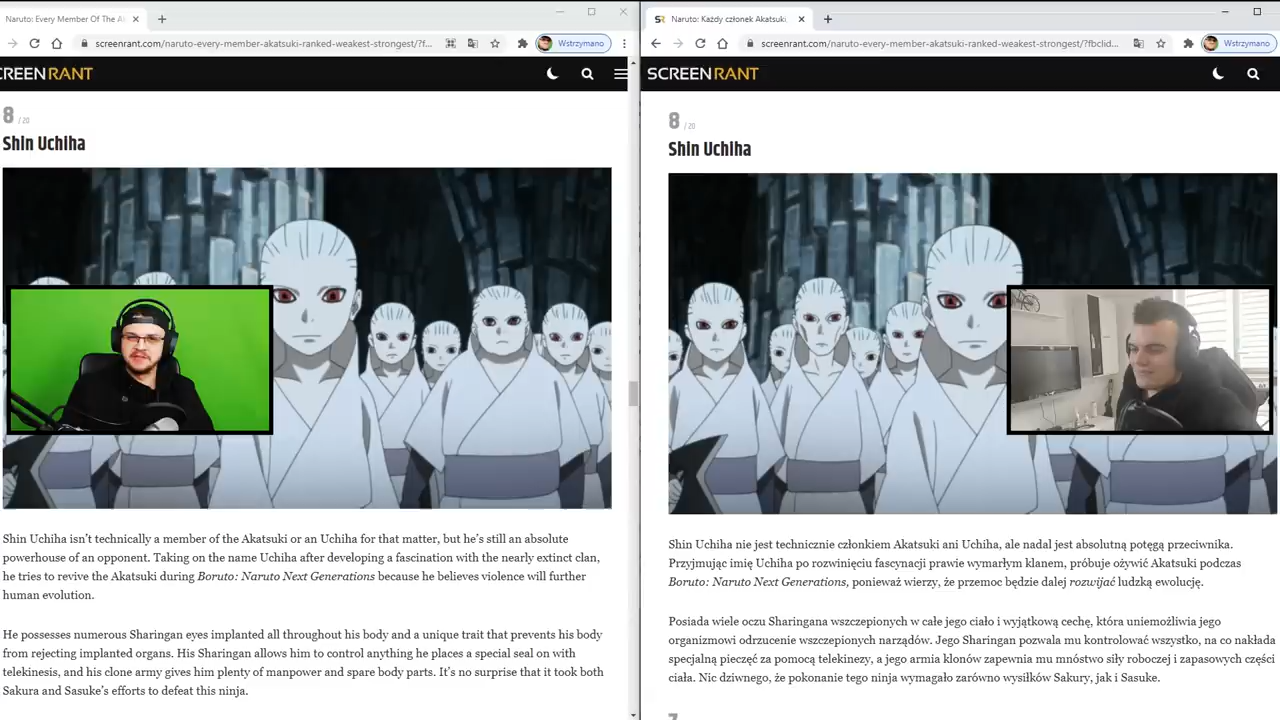 Naruto: Every Member Of The A
screenrant.com/naruto-every-member-akatsuki-ranked-weakest-strongest/?f...
Wstrzymano
CREENRANT
8 / 20
Shin Uchiha
Shin Uchiha isn't technically a member of the Akatsuki or an Uchiha for that matter, but he's still an absolute
powerhouse of an opponent. Taking on the name Uchiha after developing a fascination with the nearly extinct clan,
he tries to revive the Akatsuki during Boruto: Naruto Next Generations because he believes violence will further
human evolution.
He possesses numerous Sharingan eyes implanted all throughout his body and a unique trait that prevents his body
from rejecting implanted organs. His Sharingan allows him to control anything he places a special seal on with
telekinesis, and his clone army gives him plenty of manpower and spare body parts. It's no surprise that it took both
Sakura and Sasuke's efforts to defeat this ninja.
SR Naruto: Każdy członek Akatsuki
screenrant.com/naruto-every-member-akatsuki-ranked-weakest-strongest/?fbclid...
Wstrzymano
SCREENRANT
8 / 20
Shin Uchiha
Shin Uchiha nie jest technicznie członkiem Akatsuki ani Uchiha, ale nadal jest absolutną potęgą przeciwnika.
Przyjmując imię Uchiha po rozwinięciu fascynacji prawie wymarłym klanem, próbuje ożywić Akatsuki podczas
Boruto: Naruto Next Generations, ponieważ wierzy, że przemoc będzie dalej rozwijać ludzką ewolucję.
Posiada wiele oczu Sharingana wszczepionych w całe jego ciało i wyjątkową cechę, która uniemożliwia jego
organizmowi odrzucenie wszczepionych narządów. Jego Sharingan pozwala mu kontrolować wszystko, na co nakłada
specjalną pieczęć za pomocą telekinezy, a jego armia klonów zapewnia mu mnóstwo siły roboczej i zapasowych części
ciała. Nic dziwnego, że pokonanie tego ninja wymagało zarówno wysiłków Sakury, jak i Sasuke.